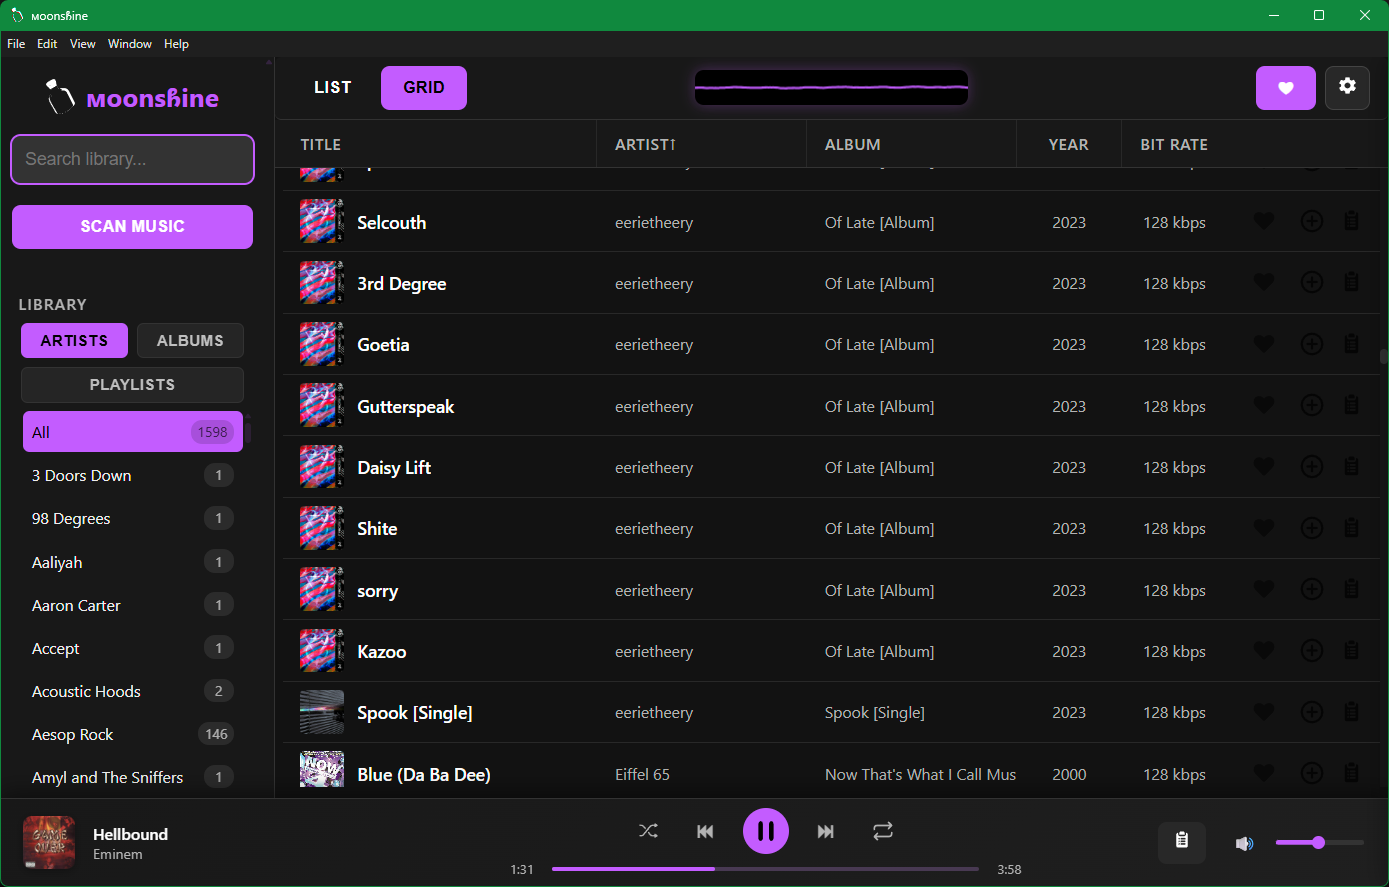 ᴍoonsɦine
File Edit View Window Help
ᴍoonsɦine
LIST GRID
Search library...
SCAN MUSIC
LIBRARY
ARTISTS ALBUMS
PLAYLISTS
All 1598
3 Doors Down 1
98 Degrees 1
Aaliyah 1
Aaron Carter 1
Accept 1
Acoustic Hoods 2
Aesop Rock 146
Amyl and The Sniffers 1
TITLE ARTIST↑ ALBUM YEAR BIT RATE
Selcouth eerietheery Of Late [Album] 2023 128 kbps
3rd Degree eerietheery Of Late [Album] 2023 128 kbps
Goetia eerietheery Of Late [Album] 2023 128 kbps
Gutterspeak eerietheery Of Late [Album] 2023 128 kbps
Daisy Lift eerietheery Of Late [Album] 2023 128 kbps
Shite eerietheery Of Late [Album] 2023 128 kbps
sorry eerietheery Of Late [Album] 2023 128 kbps
Kazoo eerietheery Of Late [Album] 2023 128 kbps
Spook [Single] eerietheery Spook [Single] 2023 128 kbps
NOW
Blue (Da Ba Dee) Eiffel 65 Now That's What I Call Mus 2000 128 kbps
GAME OVER
Hellbound
Eminem
1:31 3:58